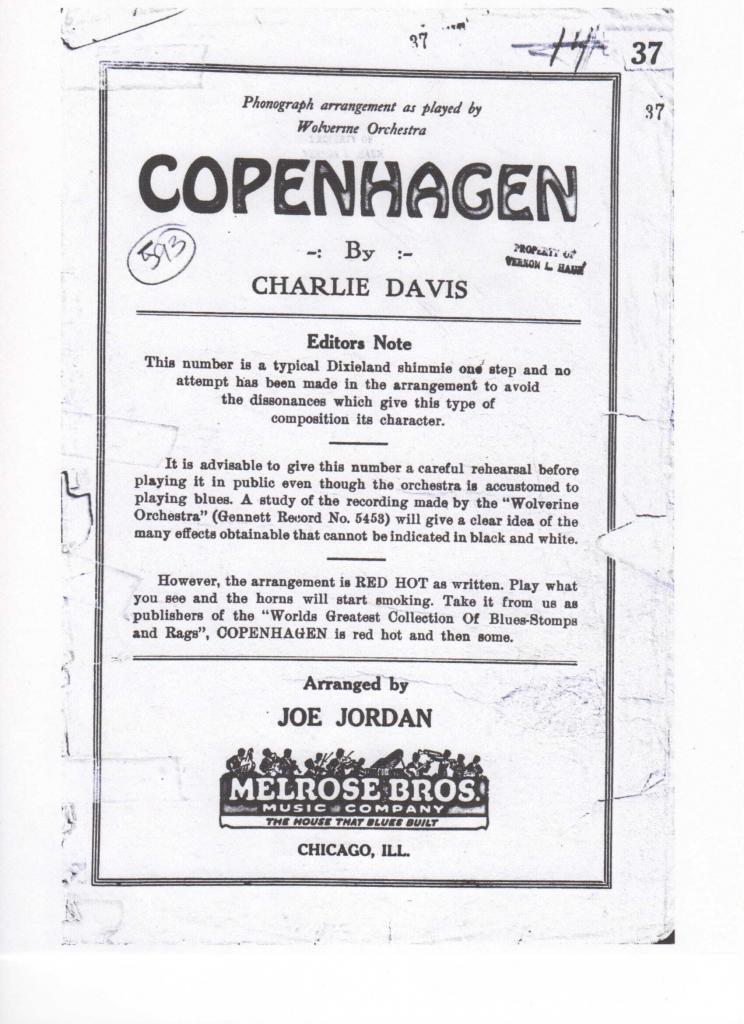 37
37
37
Phonograph arrangement as played by
Wolverine Orchestra
PROPERTY OF
COPENHAGEN
593
-: By :-
PROPERTY OF
VERNON L. HAUK
CHARLIE DAVIS
Editors Note
This number is a typical Dixieland shimmie one step and no
attempt has been made in the arrangement to avoid
the dissonances which give this type of
composition its character.
It is advisable to give this number a careful rehearsal before
playing it in public even though the orchestra is accustomed to
playing blues. A study of the recording made by the "Wolverine
Orchestra" (Gennett Record No. 5453) will give a clear idea of the
many effects obtainable that cannot be indicated in black and white.
However, the arrangement is RED HOT as written. Play what
you see and the horns will start smoking. Take it from us as
publishers of the "Worlds Greatest Collection Of Blues-Stomps
and Rags", COPENHAGEN is red hot and then some.
Arranged by
JOE JORDAN
MELROSE BROS.
MUSIC COMPANY
THE HOUSE THAT BLUES BUILT
CHICAGO, ILL.